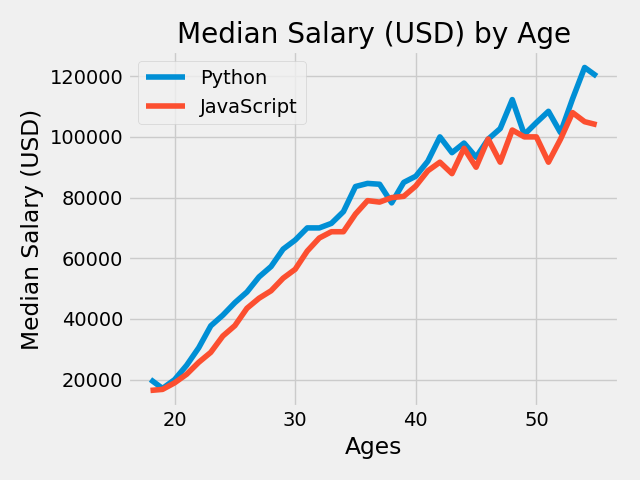 Median Salary (USD) by Age
Python
JavaScript
Median Salary (USD)
120000
100000
80000
60000
40000
20000
20 30 40 50
Ages